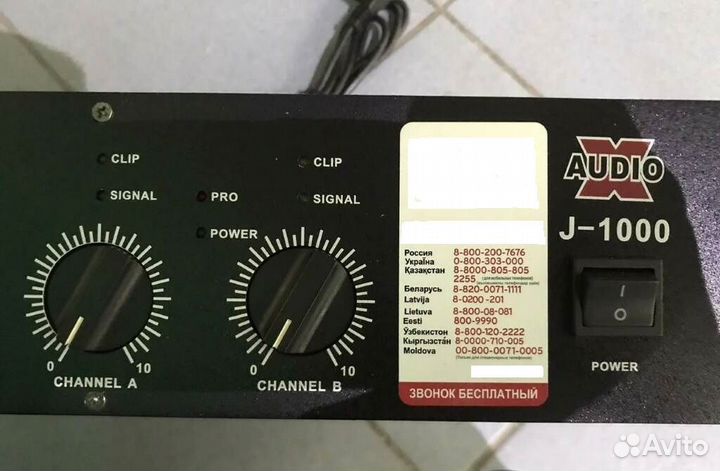 CLIP
SIGNAL
PRO
POWER
CLIP
SIGNAL
0
10
CHANNEL A
0
10
CHANNEL B
Россия 8-800-200-7676
Україна 0-800-303-000
Қазақстан 8-8000-805-805
2255 (для мобильных телефонов)
Беларусь 8-820-0071-1111
Latvija 8-0200-201
Lietuva 8-800-08-081
Eesti 800-9990
Ўзбекистон 8-800-120-2222
Кыргызстан 8-0000-710-005
Moldova 00-800-0071-0005
ЗВОНОК БЕСПЛАТНЫЙ
X
AUDIO
J-1000
I
O
POWER
Avito